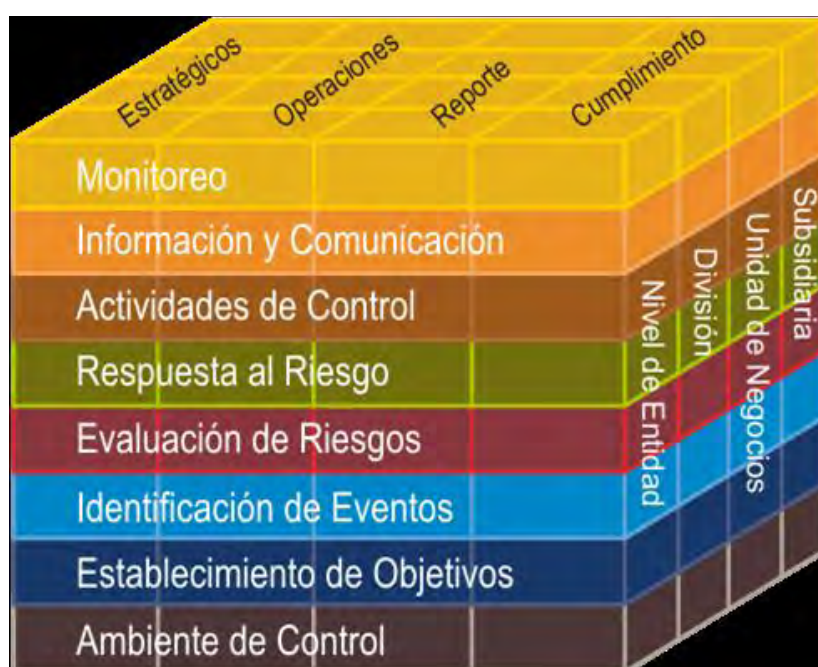 Estratégicos
Operaciones
Reporte
Cumplimiento
Monitoreo
Información y Comunicación
Actividades de Control
Respuesta al Riesgo
Evaluación de Riesgos
Identificación de Eventos
Establecimiento de Objetivos
Ambiente de Control
Nivel de Entidad
División
Unidad de Negocios
Subsidiaria